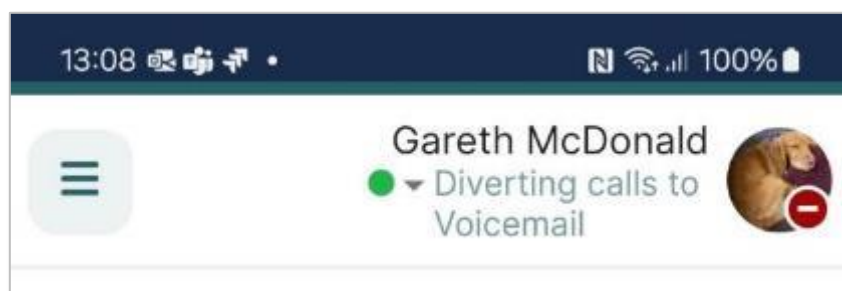 13:08 100%
Gareth McDonald
Diverting calls to
Voicemail